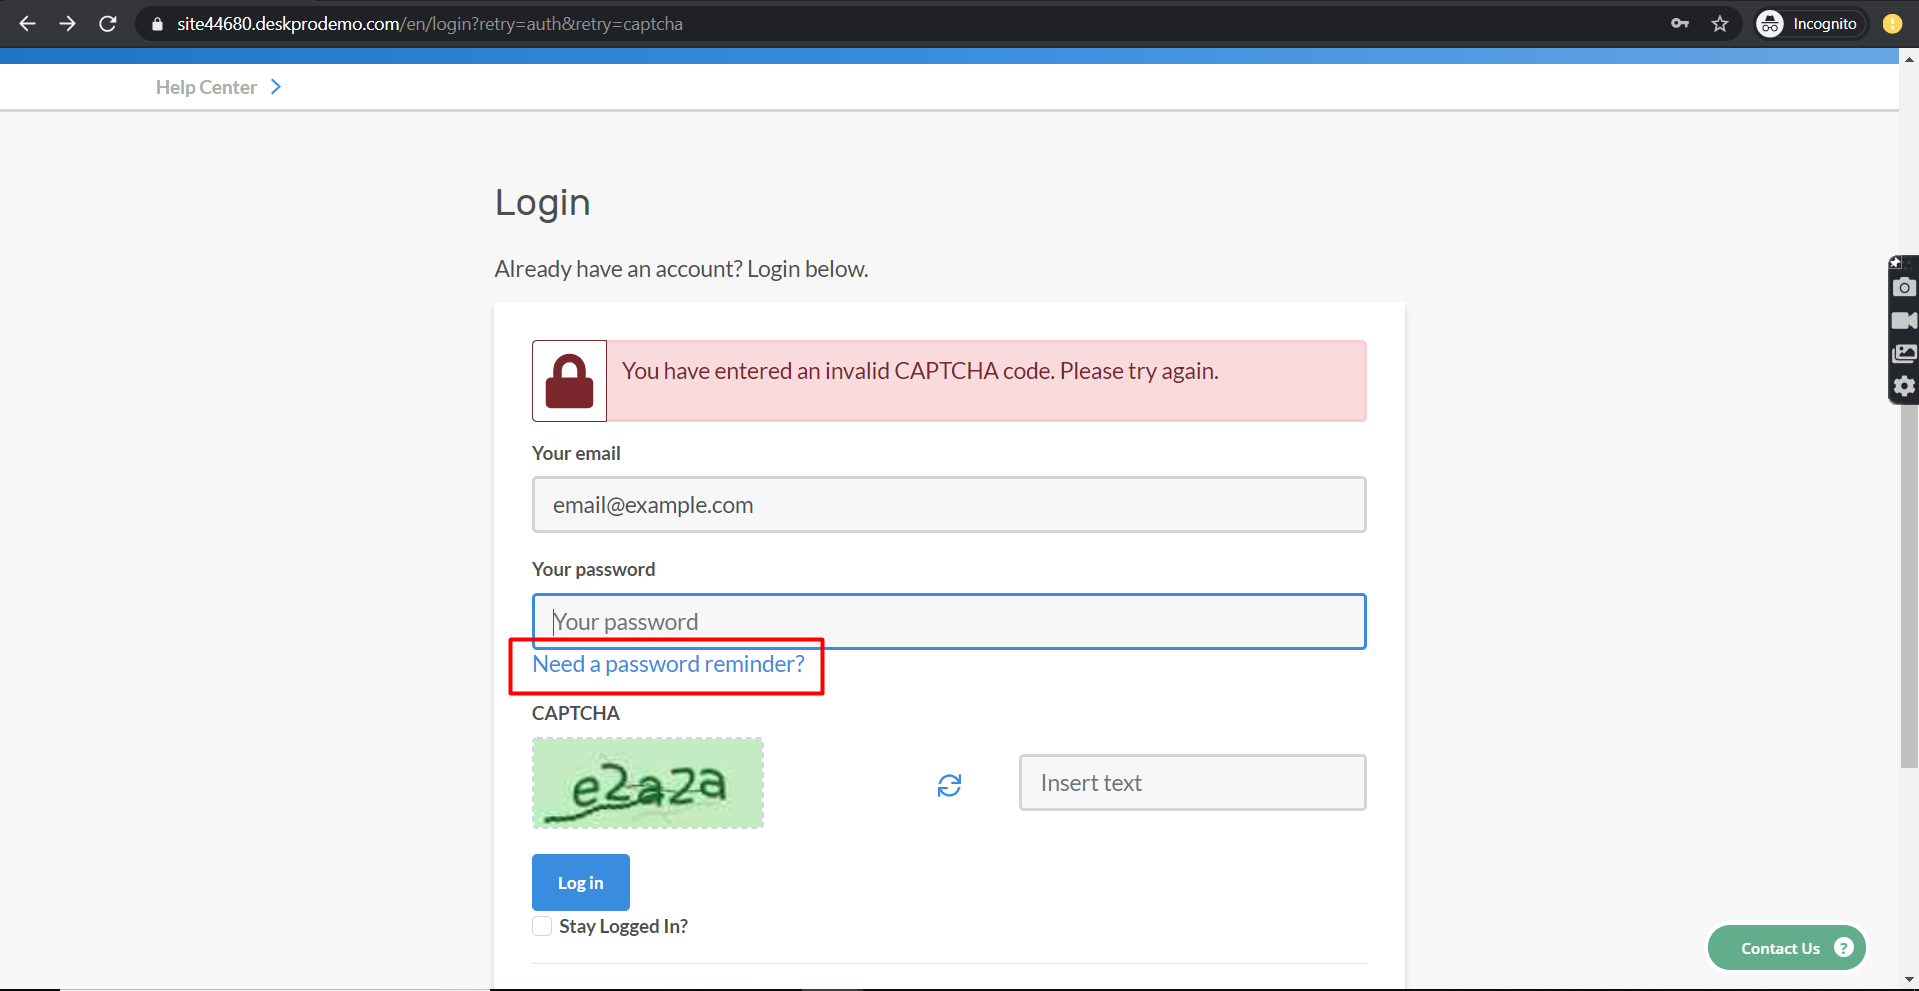 site44680.deskprodemo.com/en/login?retry=auth&retry=captcha
Incognito
Help Center
Login
Already have an account? Login below.
You have entered an invalid CAPTCHA code. Please try again.
Your email
email@example.com
Your password
Your password
Need a password reminder?
CAPTCHA
e2a2a
Insert text
Log in
Stay Logged In?
Contact Us ?